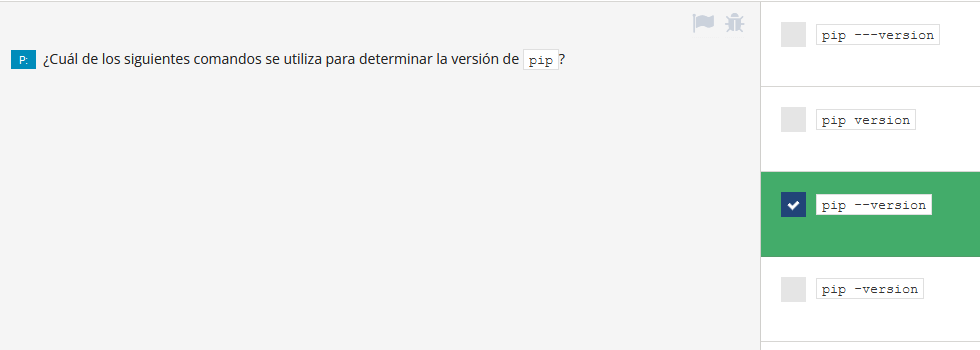 P: ¿Cuál de los siguientes comandos se utiliza para determinar la versión de pip?
pip ---version
pip version
pip --version
pip -version